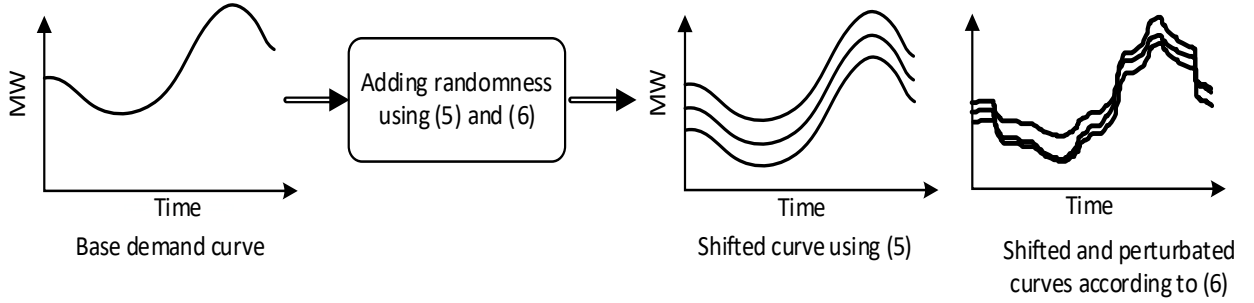 MW
Time
Base demand curve
Adding randomness
using (5) and (6)
MW
Time
Shifted curve using (5)
MW
Time
Shifted and perturbated
curves according to (6)